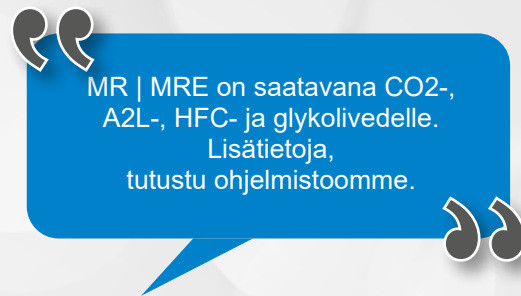 MR | MRE on saatavana CO2-,
A2L-, HFC- ja glykolivedelle.
Lisätietoja,
tutustu ohjelmistoomme.